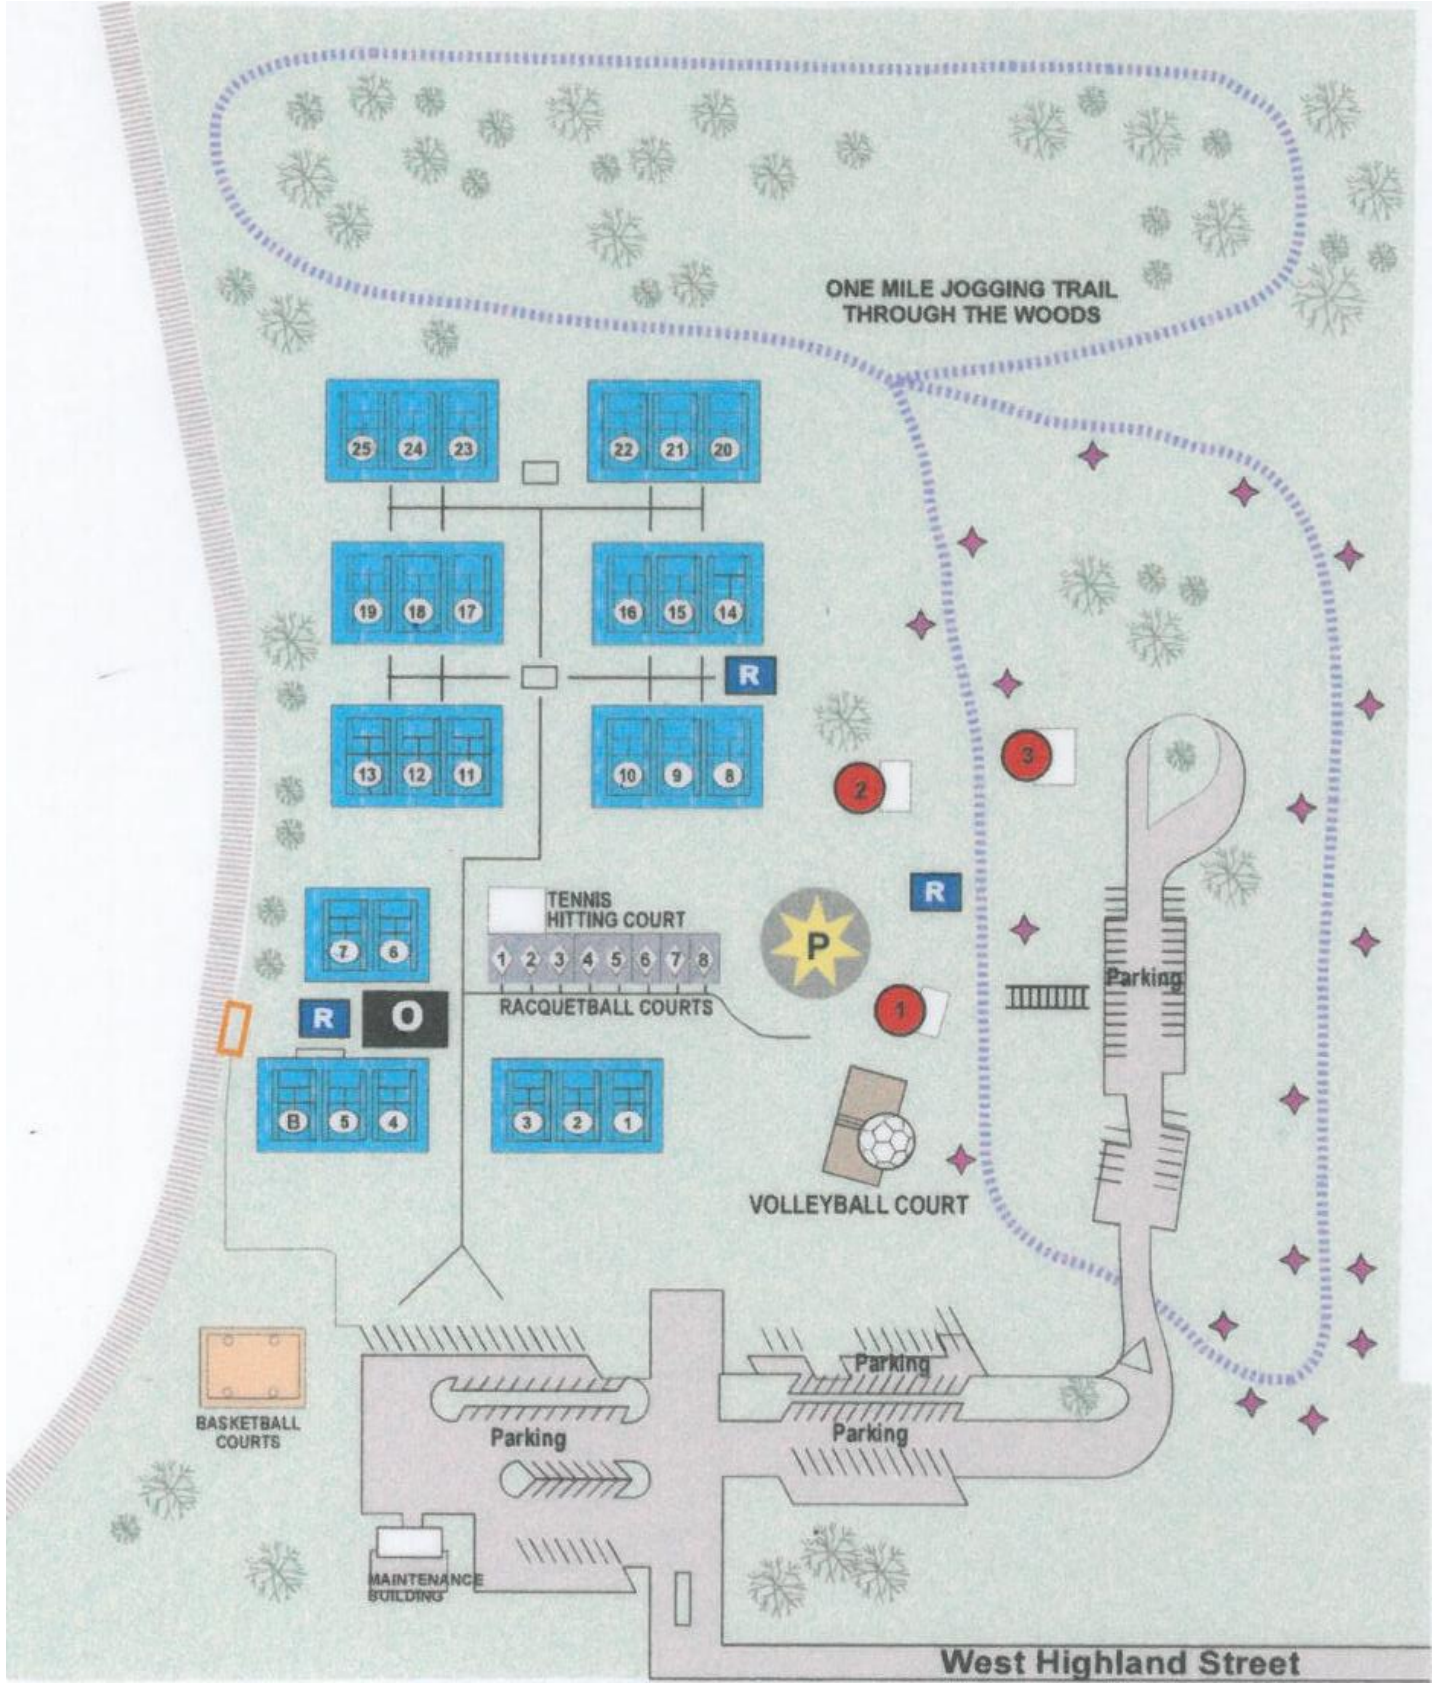 ONE MILE JOGGING TRAIL
THROUGH THE WOODS
25 24 23
22 21 20
19 18 17
16 15 14
R
13 12 11
10 9 8
2
3
TENNIS
HITTING COURT
R
7 6
P
1 2 3 4 5 6 7 8
Parking
RACQUETBALL COURTS
R
O
1
B 5 4
3 2 1
VOLLEYBALL COURT
Parking
BASKETBALL
COURTS
Parking
Parking
MAINTENANCE
BUILDING
West Highland Street